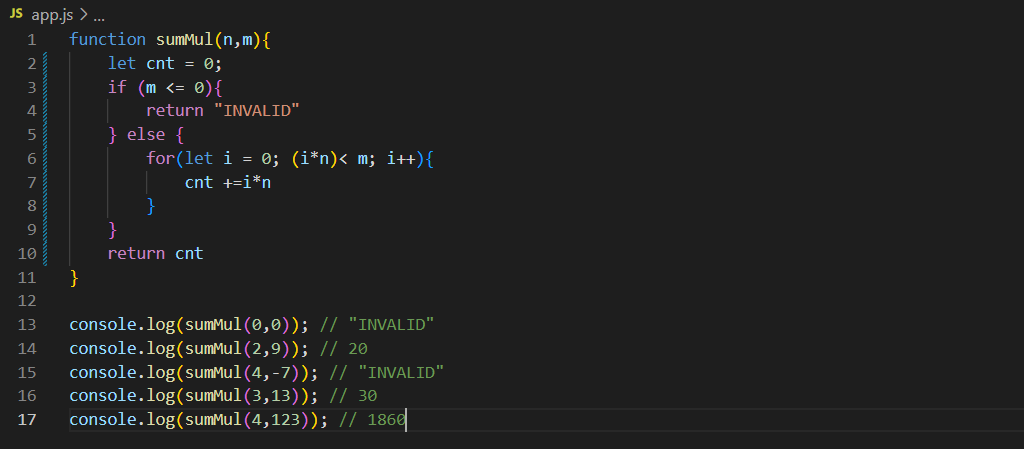 JS app.js > ...
1 function sumMul(n,m){
2 let cnt = 0;
3 if (m <= 0){
4 return "INVALID"
5 } else {
6 for(let i = 0; (i*n)< m; i++){
7 cnt +=i*n
8 }
9 }
10 return cnt
11 }
12
13 console.log(sumMul(0,0)); // "INVALID"
14 console.log(sumMul(2,9)); // 20
15 console.log(sumMul(4,-7)); // "INVALID"
16 console.log(sumMul(3,13)); // 30
17 console.log(sumMul(4,123)); // 1860